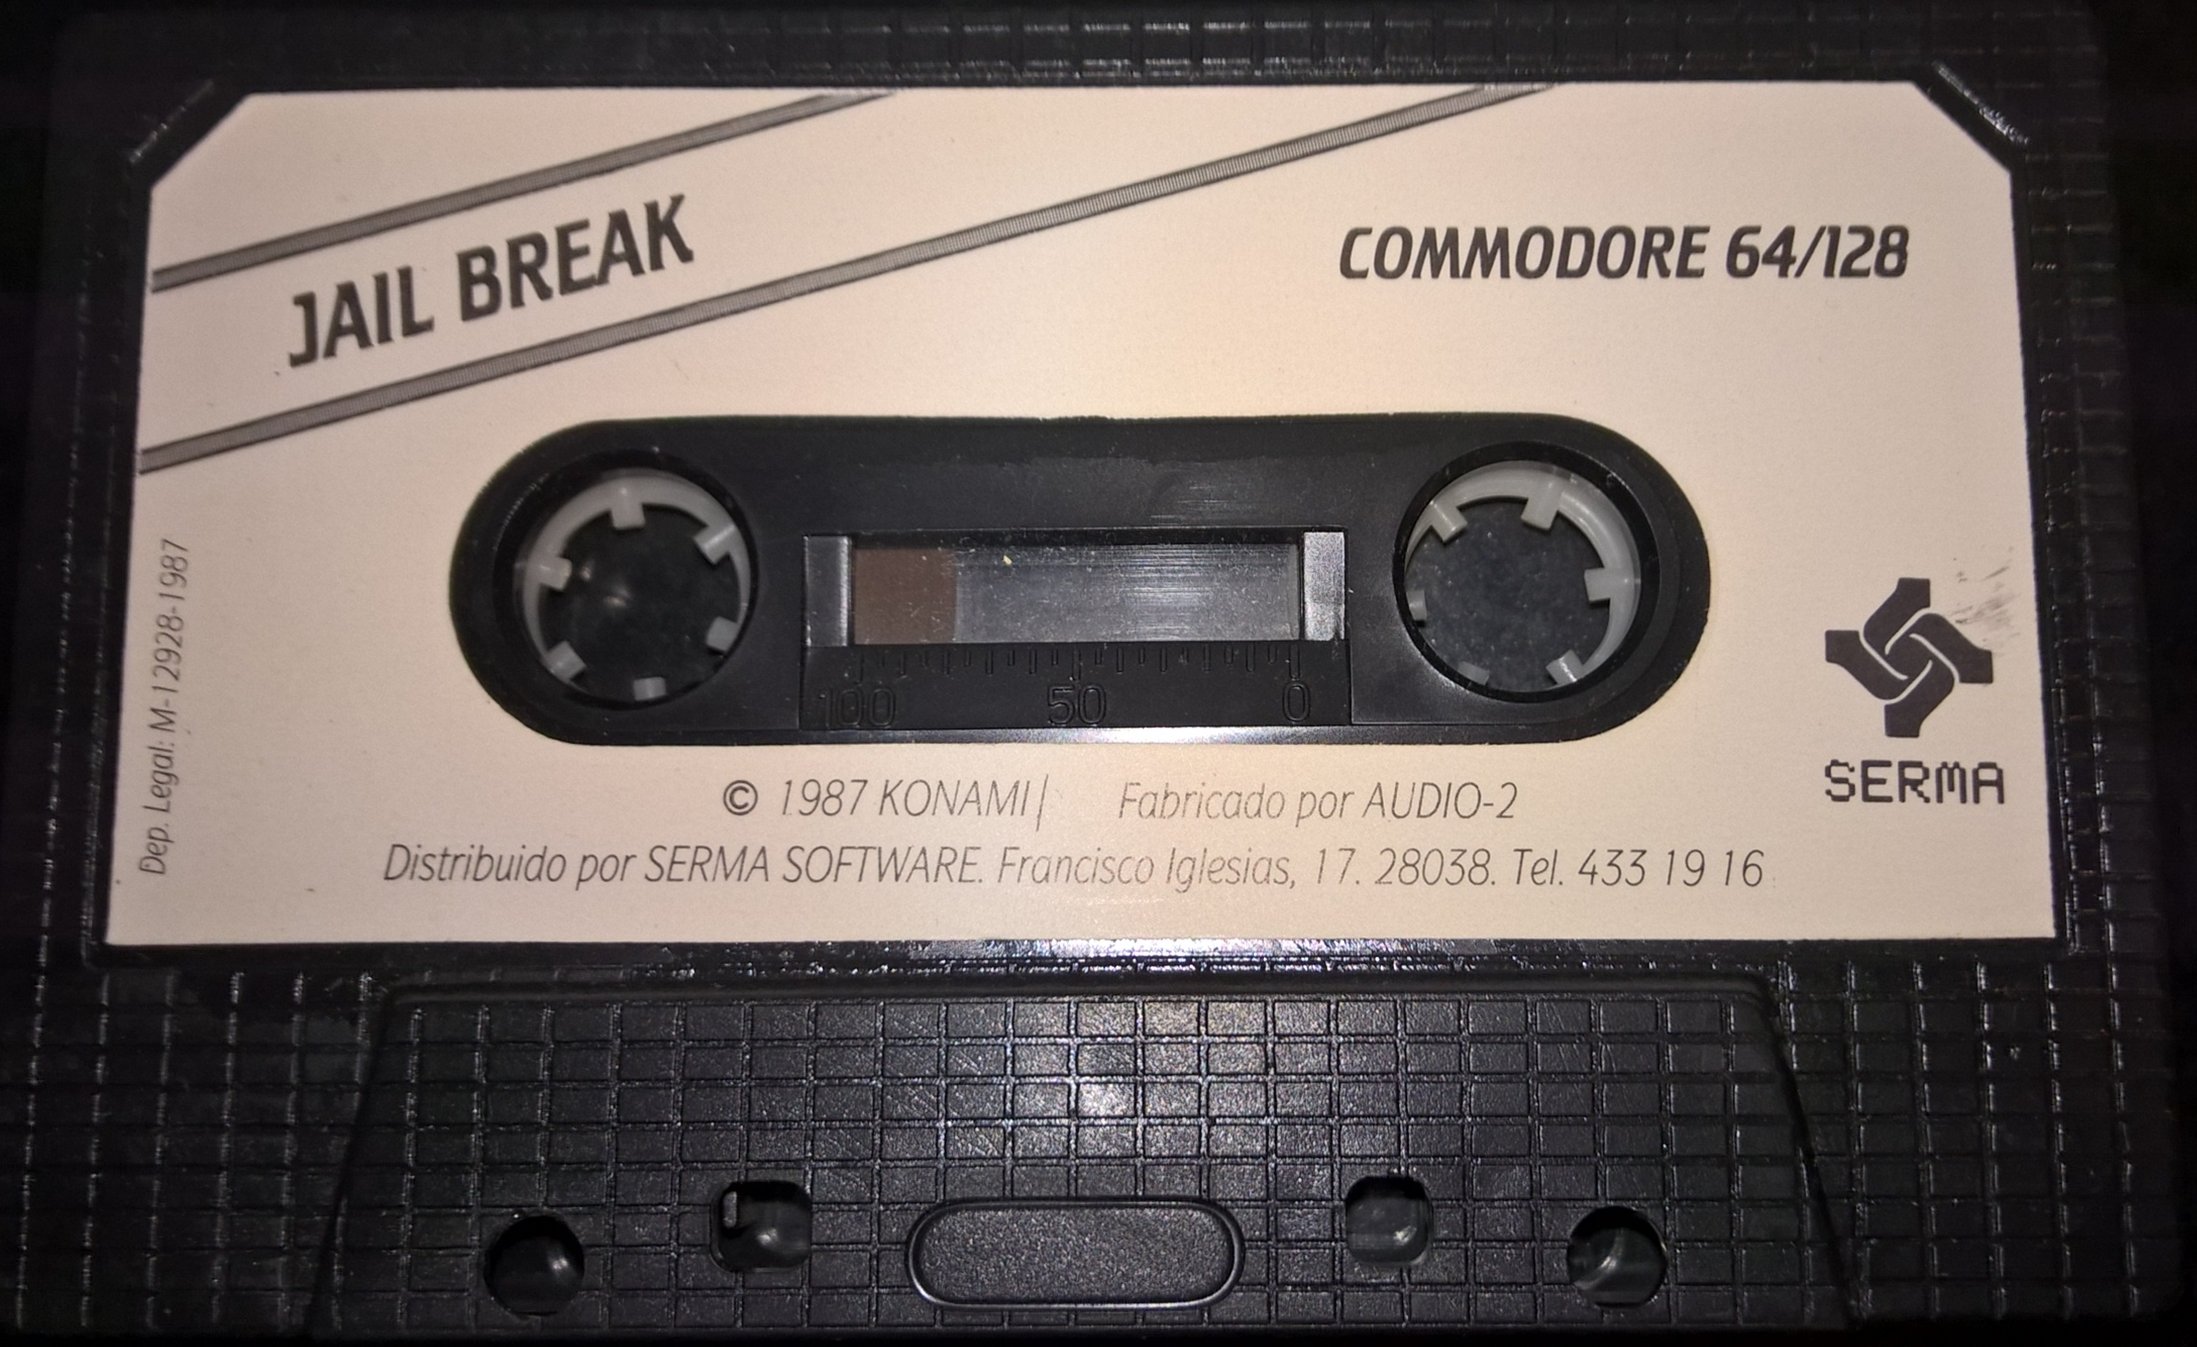 JAIL BREAK
COMMODORE 64/128
Dep. Legal: M-12928-1987
100 50 0
SERMA
© 1987 KONAMI/ Fabricado por AUDIO-2
Distribuido por SERMA SOFTWARE. Francisco Iglesias, 17. 28038. Tel. 433 19 16